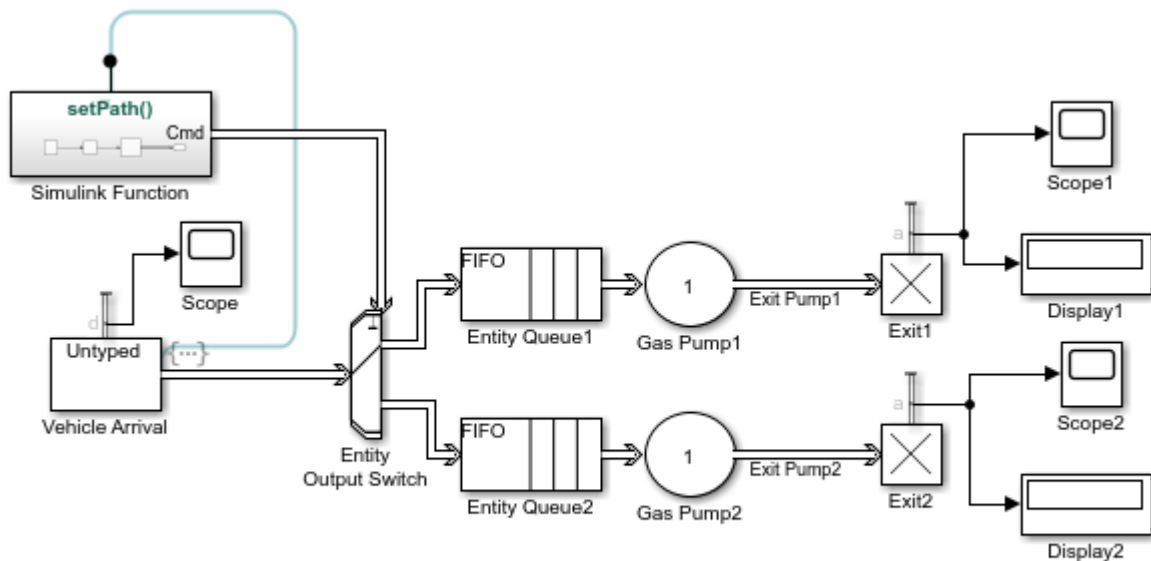 setPath()
Cmd
Simulink Function
Scope
d
Untyped
{...}
Vehicle Arrival
Entity
Output Switch
FIFO
Entity Queue1
1
Gas Pump1
Exit Pump1
a
Exit1
Scope1
Display1
FIFO
Entity Queue2
1
Gas Pump2
Exit Pump2
a
Exit2
Scope2
Display2